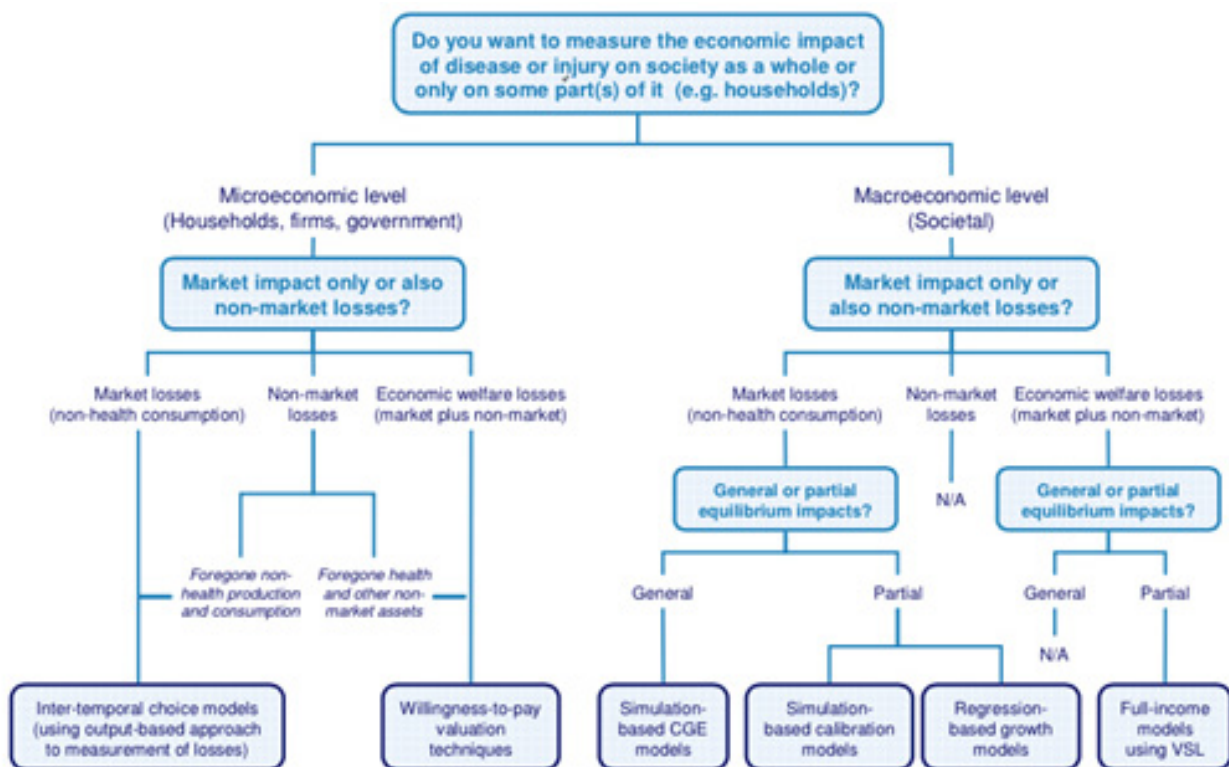 Do you want to measure the economic impact
of disease or injury on society as a whole or
only on some part(s) of it (e.g. households)?
Microeconomic level
(Households, firms, government)
Macroeconomic level
(Societal)
Market impact only or also
non-market losses?
Market impact only or
also non-market losses?
Market losses
(non-health consumption)
Non-market
losses
Economic welfare losses
(market plus non-market)
Market losses
(non-health consumption)
Non-market
losses
Economic welfare losses
(market plus non-market)
General or partial
equilibrium impacts?
N/A
General or partial
equilibrium impacts?
Foregone non-
health production
and consumption
Foregone health
and other non-
market assets
General
Partial
General
Partial
N/A
Inter-temporal choice models
(using output-based approach
to measurement of losses)
Willingness-to-pay
valuation
techniques
Simulation-
based CGE
models
Simulation-
based calibration
models
Regression-
based growth
models
Full-income
models
using VSL